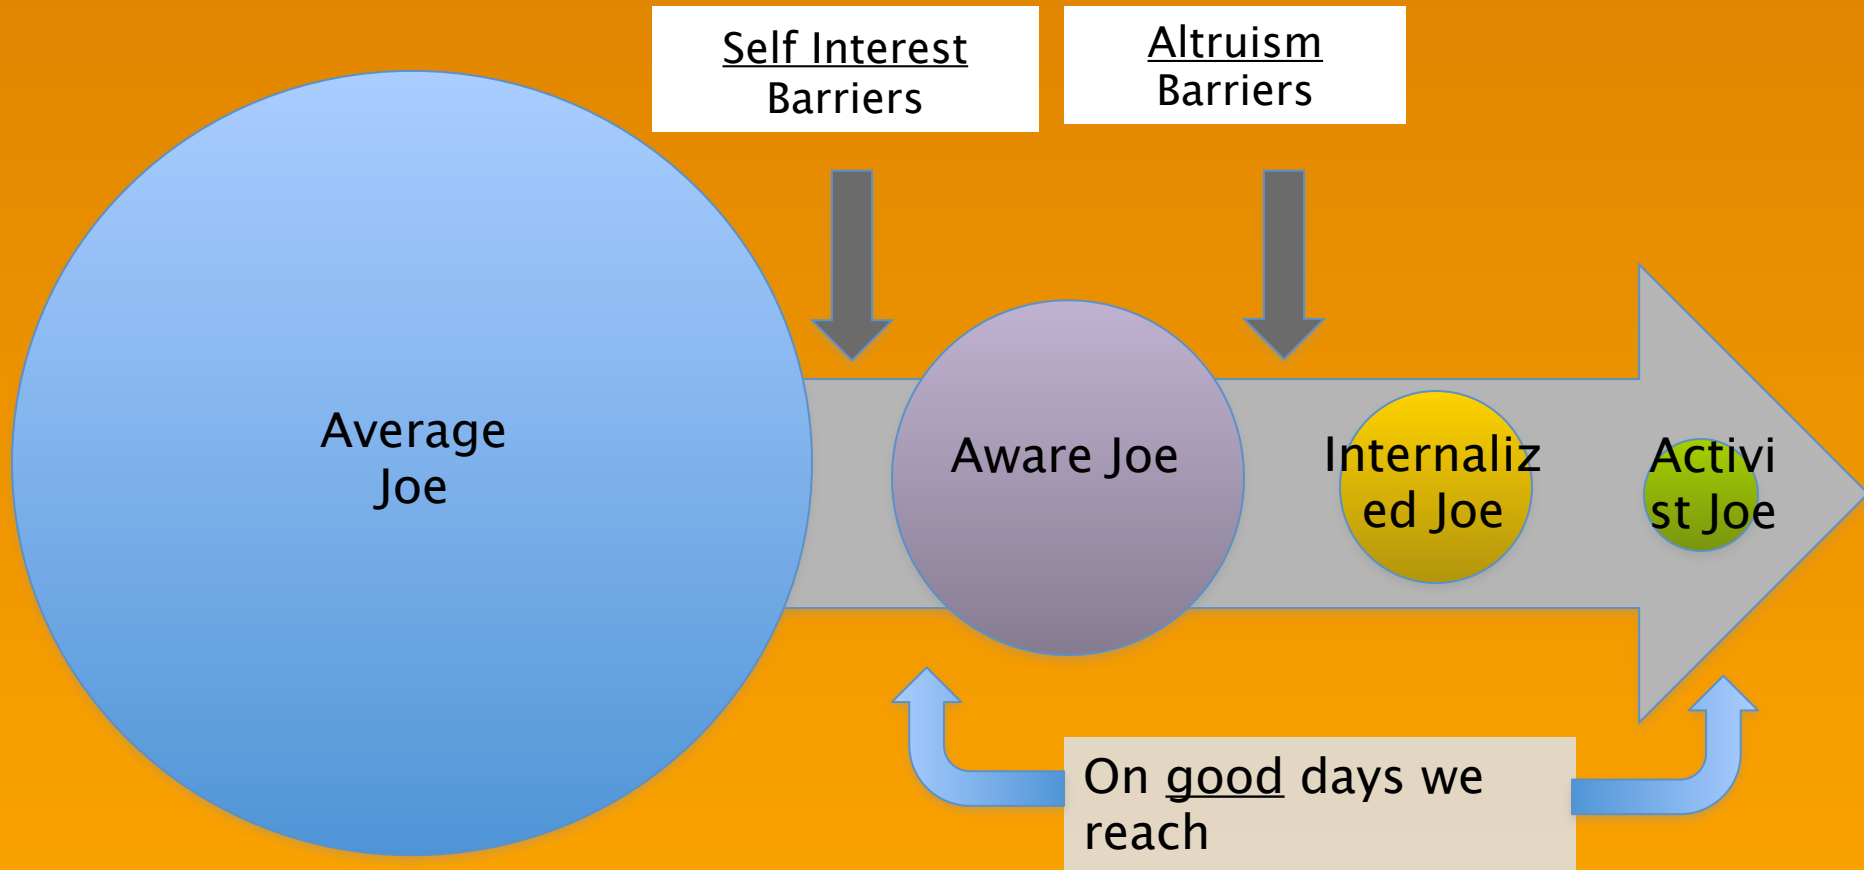 Self Interest
Barriers
Altruism
Barriers
Average
Joe
Aware Joe
Internaliz
ed Joe
Activi
st Joe
On good days we
reach